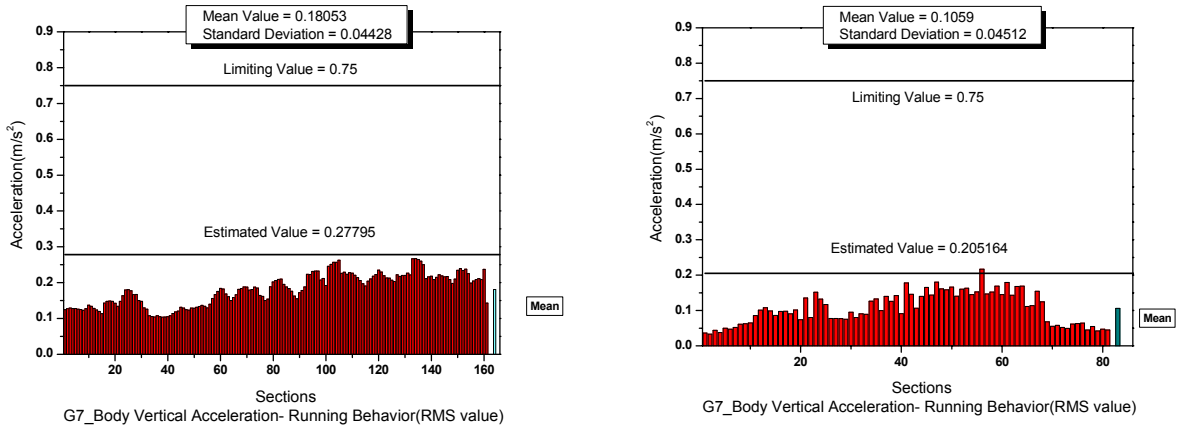 Mean Value = 0.18053
Standard Deviation = 0.04428
0.9
0.8
0.7
0.6
0.5
0.4
0.3
0.2
0.1
0.0
Acceleration(m/s²)
Limiting Value = 0.75
Estimated Value = 0.27795
Mean
20 40 60 80 100 120 140 160
Sections
G7_Body Vertical Acceleration- Running Behavior(RMS value)
Mean Value = 0.1059
Standard Deviation = 0.04512
0.9
0.8
0.7
0.6
0.5
0.4
0.3
0.2
0.1
0.0
Acceleration(m/s²)
Limiting Value = 0.75
Estimated Value = 0.205164
Mean
20 40 60 80
Sections
G7_Body Vertical Acceleration- Running Behavior(RMS value)